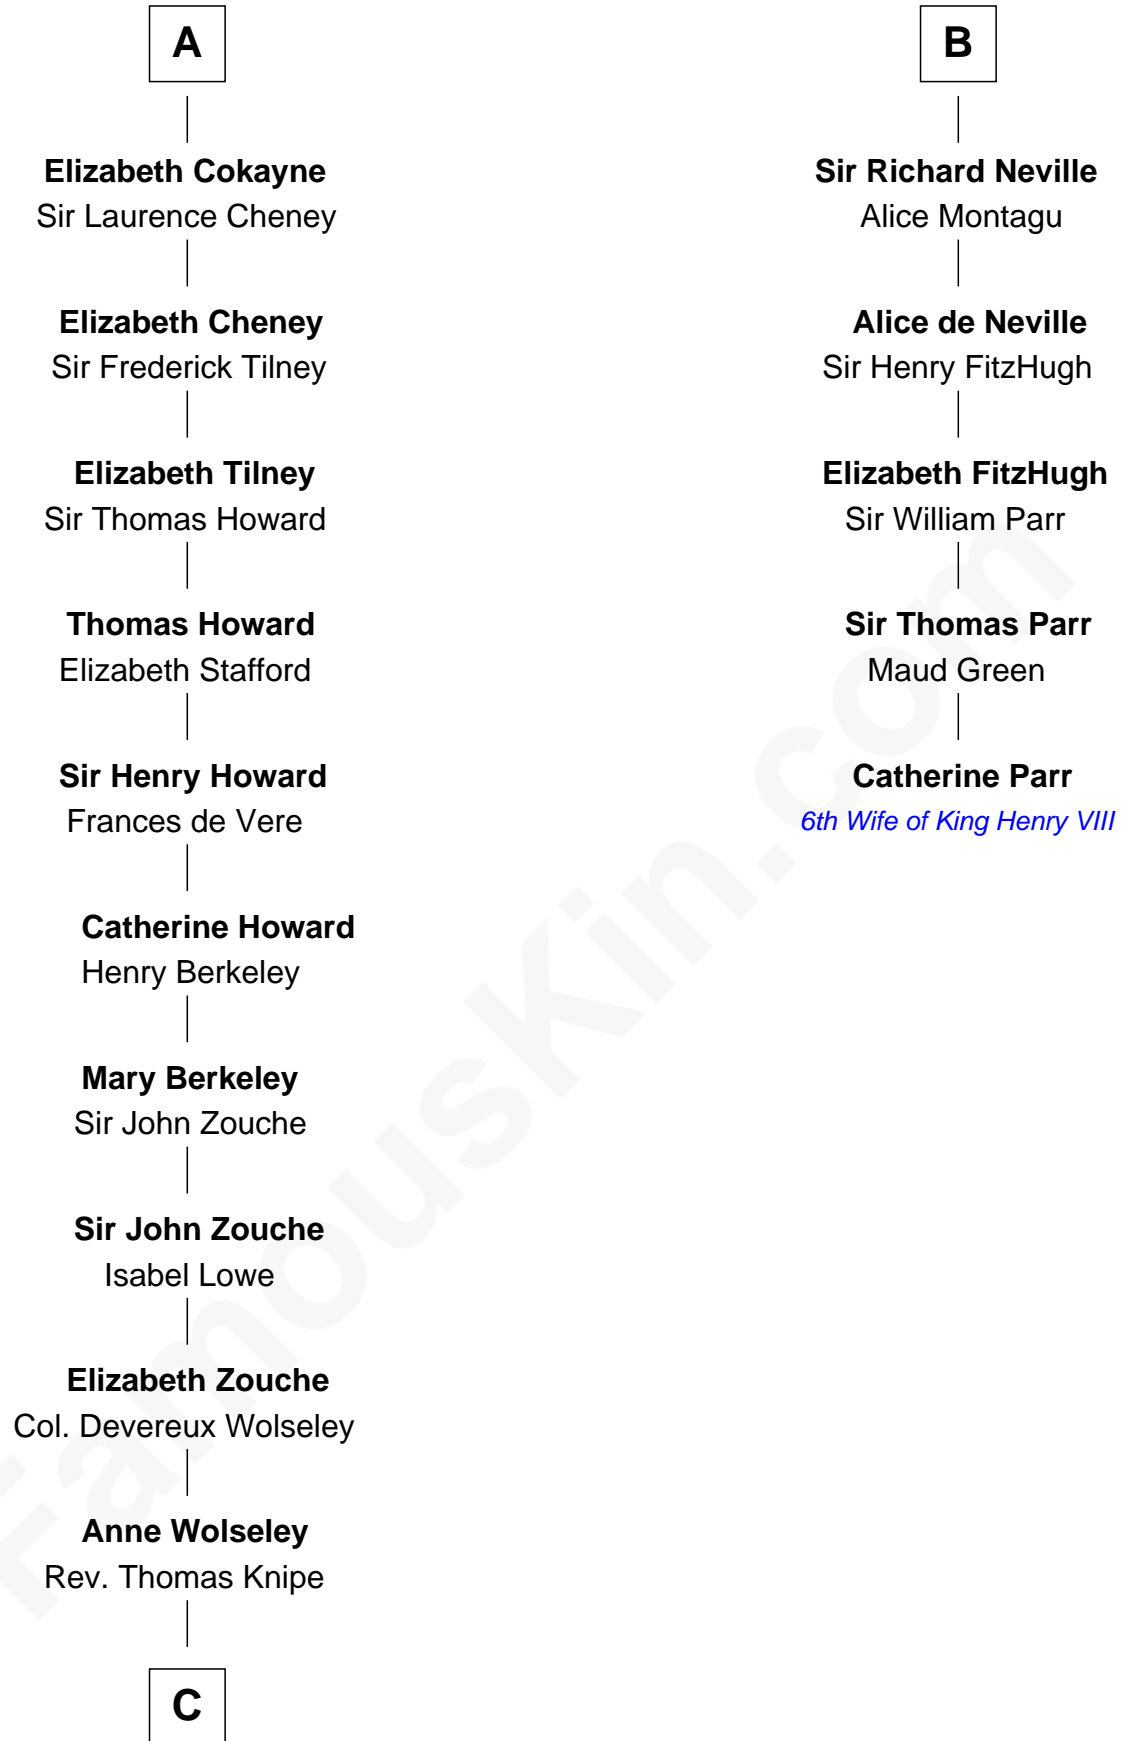 A
Elizabeth Cokayne
Sir Laurence Cheney
Elizabeth Cheney
Sir Frederick Tilney
Elizabeth Tilney
Sir Thomas Howard
Thomas Howard
Elizabeth Stafford
Sir Henry Howard
Frances de Vere
Catherine Howard
Henry Berkeley
Mary Berkeley
Sir John Zouche
Sir John Zouche
Isabel Lowe
Elizabeth Zouche
Col. Devereux Wolseley
Anne Wolseley
Rev. Thomas Knipe
C
B
Sir Richard Neville
Alice Montagu
Alice de Neville
Sir Henry FitzHugh
Elizabeth FitzHugh
Sir William Parr
Sir Thomas Parr
Maud Green
Catherine Parr
6th Wife of King Henry VIII
FamousKin.com